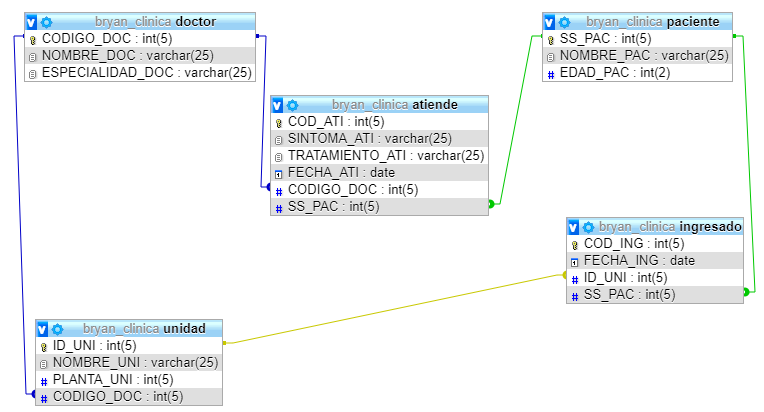 bryan_clinica doctor
CODIGO_DOC : int(5)
NOMBRE_DOC : varchar(25)
ESPECIALIDAD_DOC : varchar(25)
bryan_clinica paciente
SS_PAC : int(5)
NOMBRE_PAC : varchar(25)
EDAD_PAC : int(2)
bryan_clinica atiende
COD_ATI : int(5)
SINTOMA_ATI : varchar(25)
TRATAMIENTO_ATI : varchar(25)
FECHA_ATI : date
CODIGO_DOC : int(5)
SS_PAC : int(5)
bryan_clinica ingresado
COD_ING : int(5)
FECHA_ING : date
ID_UNI : int(5)
SS_PAC : int(5)
bryan_clinica unidad
ID_UNI : int(5)
NOMBRE_UNI : varchar(25)
PLANTA_UNI : int(5)
CODIGO_DOC : int(5)